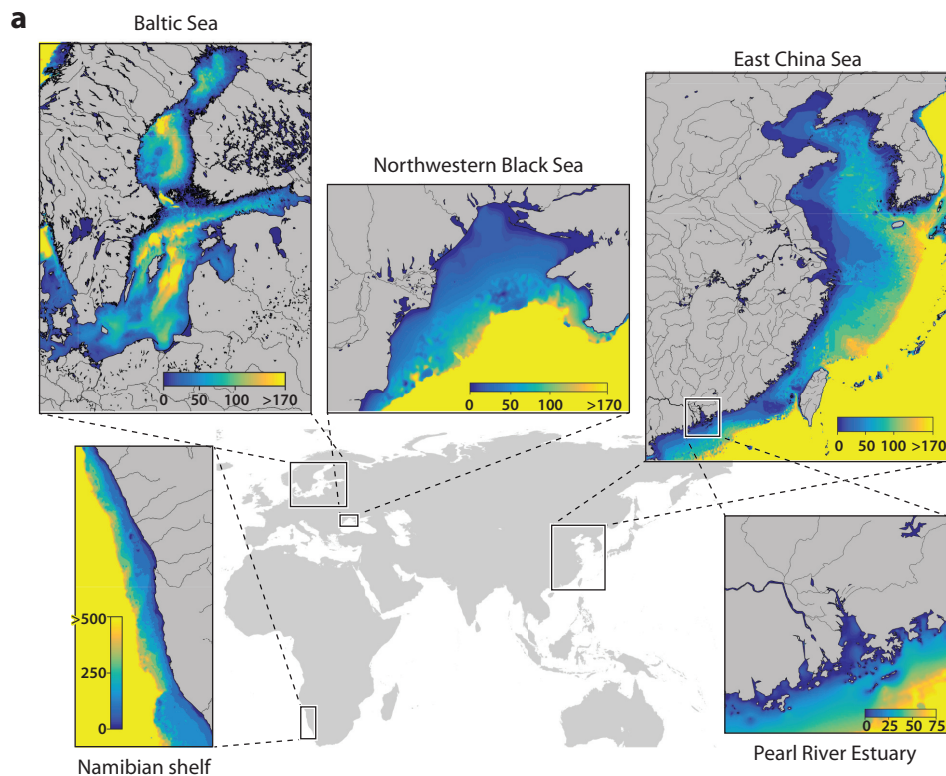 a
Baltic Sea
0 50 100 >170
Northwestern Black Sea
0 50 100 >170
East China Sea
0 50 100 >170
>500
250
0
Namibian shelf
0 25 50 75
Pearl River Estuary